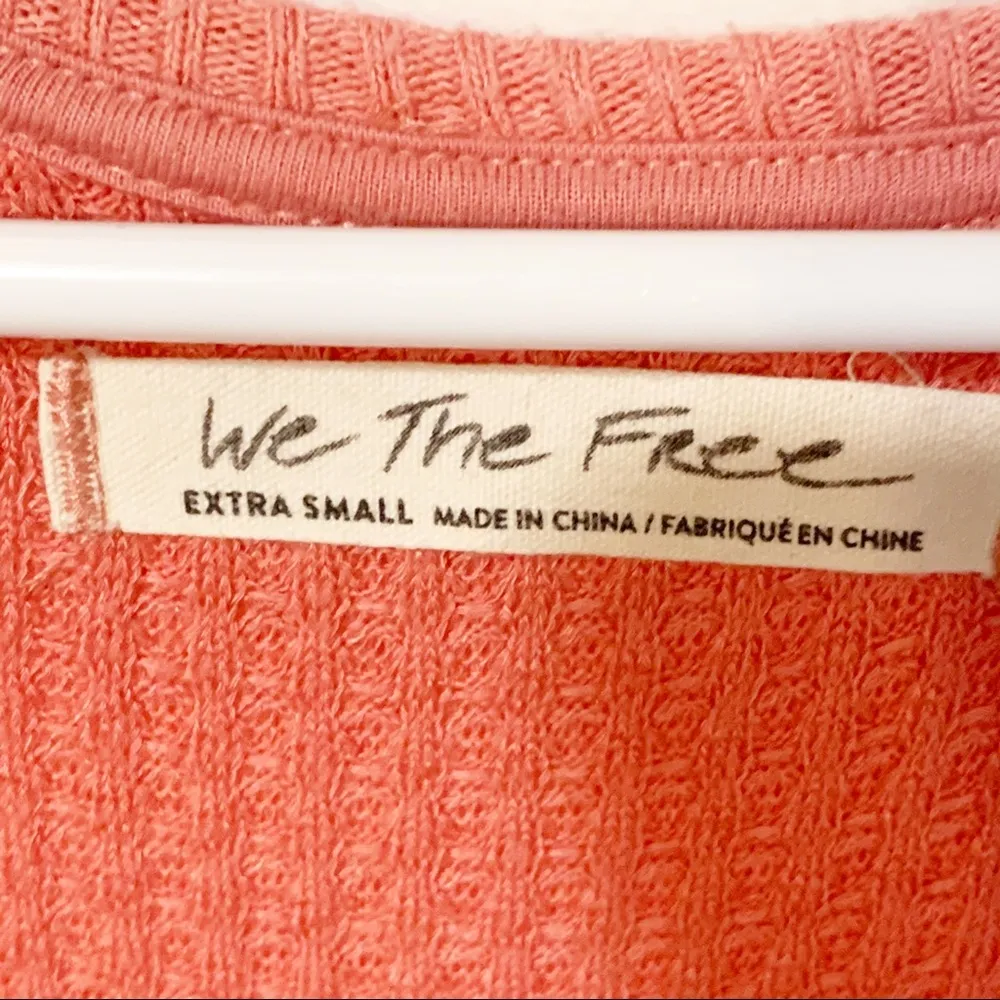 We The Free
EXTRA SMALL MADE IN CHINA / FABRIQUÉ EN CHINE